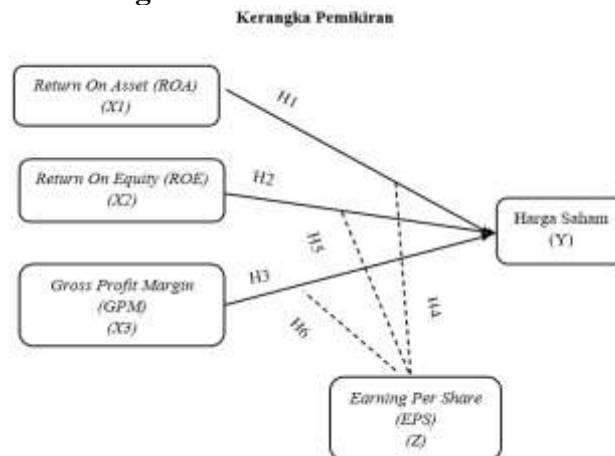 Kerangka Pemikiran
Return On Asset (ROA)
(X1)
H1
Return On Equity (ROE)
(X2)
H2
Harga Saham
(Y)
H5
Gross Profit Margin
(GPM)
(X3)
H3
H4
H6
Earning Per Share
(EPS)
(Z)